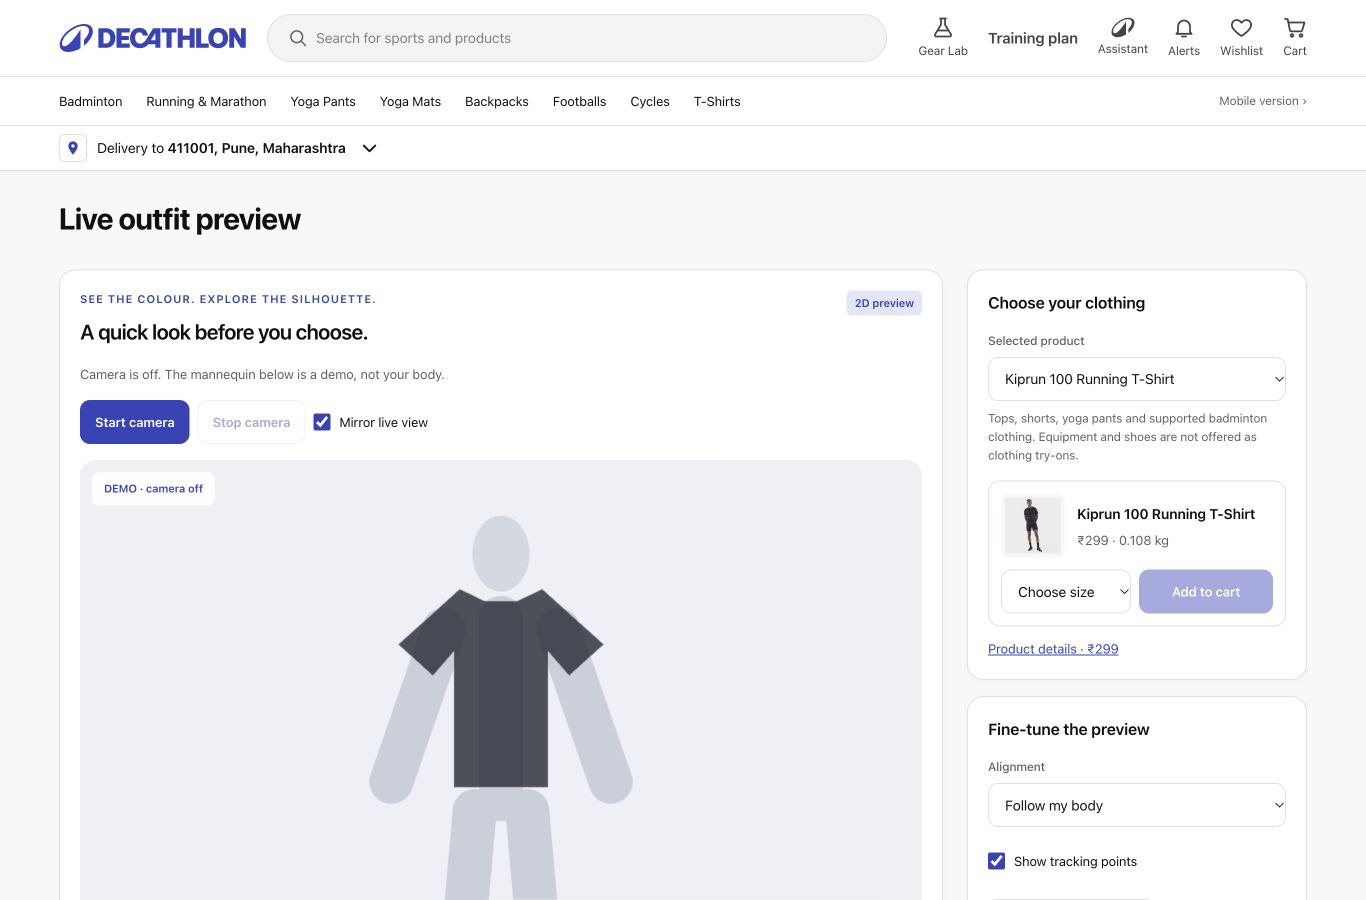 DECATHLON
Search for sports and products
Gear Lab
Training plan
Assistant
Alerts
Wishlist
Cart
Badminton
Running & Marathon
Yoga Pants
Yoga Mats
Backpacks
Footballs
Cycles
T-Shirts
Mobile version ›
Delivery to 411001, Pune, Maharashtra
Live outfit preview
SEE THE COLOUR. EXPLORE THE SILHOUETTE.
2D preview
A quick look before you choose.
Camera is off. The mannequin below is a demo, not your body.
Start camera
Stop camera
Mirror live view
DEMO · camera off
Choose your clothing
Selected product
Kiprun 100 Running T-Shirt
Tops, shorts, yoga pants and supported badminton
clothing. Equipment and shoes are not offered as
clothing try-ons.
Kiprun 100 Running T-Shirt
₹299 · 0.108 kg
Choose size
Add to cart
Product details · ₹299
Fine-tune the preview
Alignment
Follow my body
Show tracking points